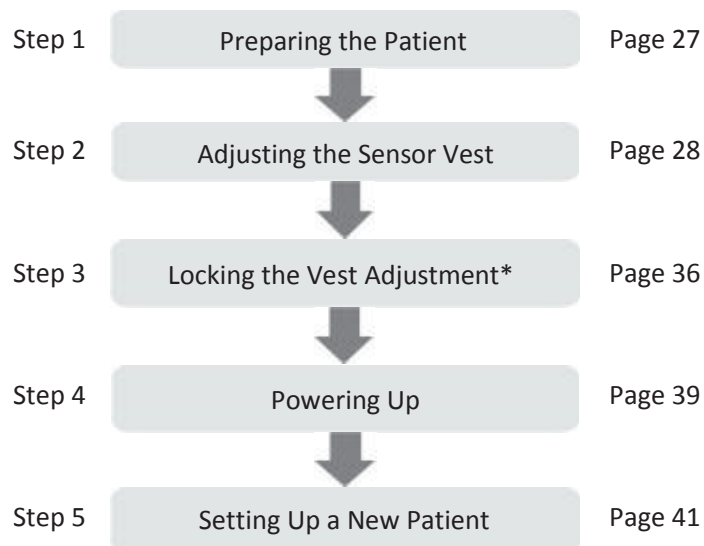 Step 1 Preparing the Patient Page 27
Step 2 Adjusting the Sensor Vest Page 28
Step 3 Locking the Vest Adjustment* Page 36
Step 4 Powering Up Page 39
Step 5 Setting Up a New Patient Page 41